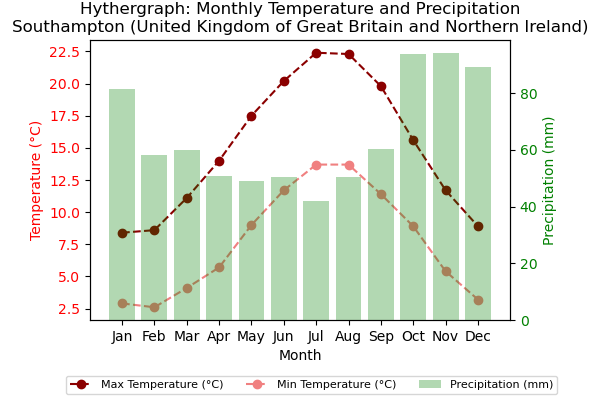 Hythergraph: Monthly Temperature and Precipitation
Southampton (United Kingdom of Great Britain and Northern Ireland)
Temperature (°C)
22.5
20.0
17.5
15.0
12.5
10.0
7.5
5.0
2.5
80
60
40
20
0
Precipitation (mm)
Jan Feb Mar Apr May Jun Jul Aug Sep Oct Nov Dec
Month
Max Temperature (°C) Min Temperature (°C) Precipitation (mm)